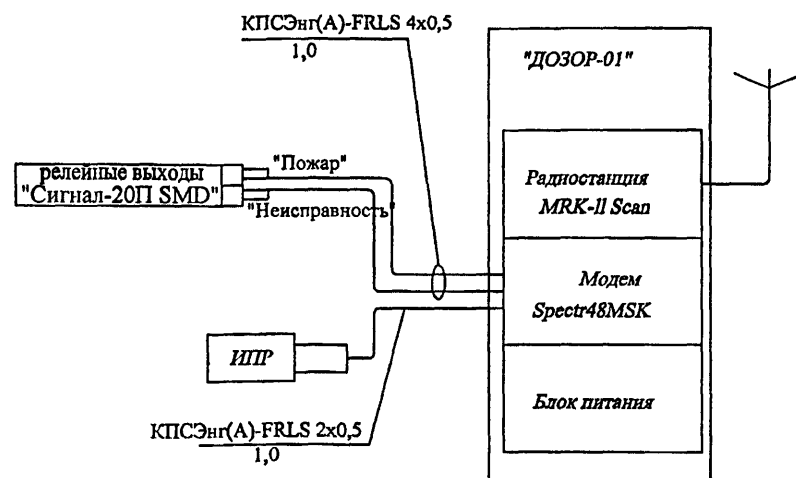 КПСЭнг(А)-FRLS 4х0,5
1,0
"ДОЗОР-01"
"Пожар"
релейные выходы
"Сигнал-20П SMD"
"Неисправность"
Радиостанция
MRK-II Scan
Модем
Spectr48MSK
ИПР
Блок питания
КПСЭнг(А)-FRLS 2х0,5
1,0